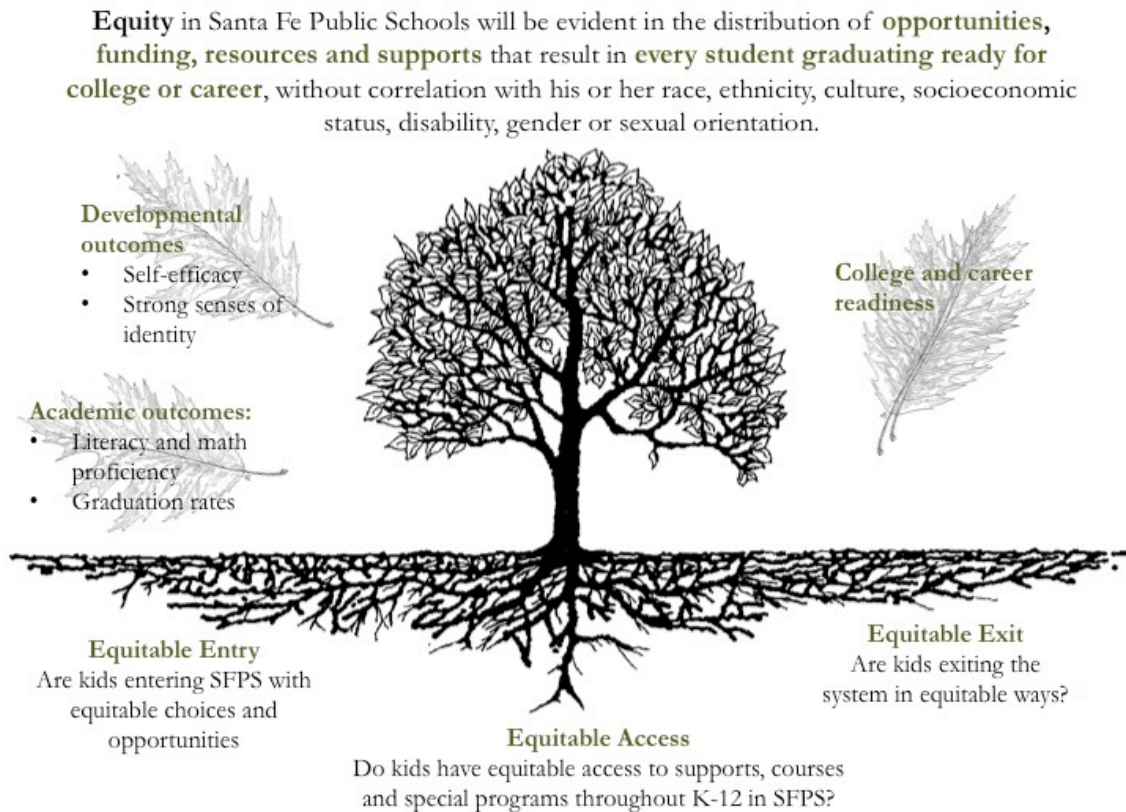 Equity in Santa Fe Public Schools will be evident in the distribution of opportunities,
funding, resources and supports that result in every student graduating ready for
college or career, without correlation with his or her race, ethnicity, culture, socioeconomic
status, disability, gender or sexual orientation.
Developmental
outcomes
• Self-efficacy
• Strong senses of
identity
College and career
readiness
Academic outcomes:
• Literacy and math
proficiency
• Graduation rates
Equitable Entry
Are kids entering SFPS with
equitable choices and
opportunities
Equitable Access
Do kids have equitable access to supports, courses
and special programs throughout K-12 in SFPS?
Equitable Exit
Are kids exiting the
system in equitable ways?